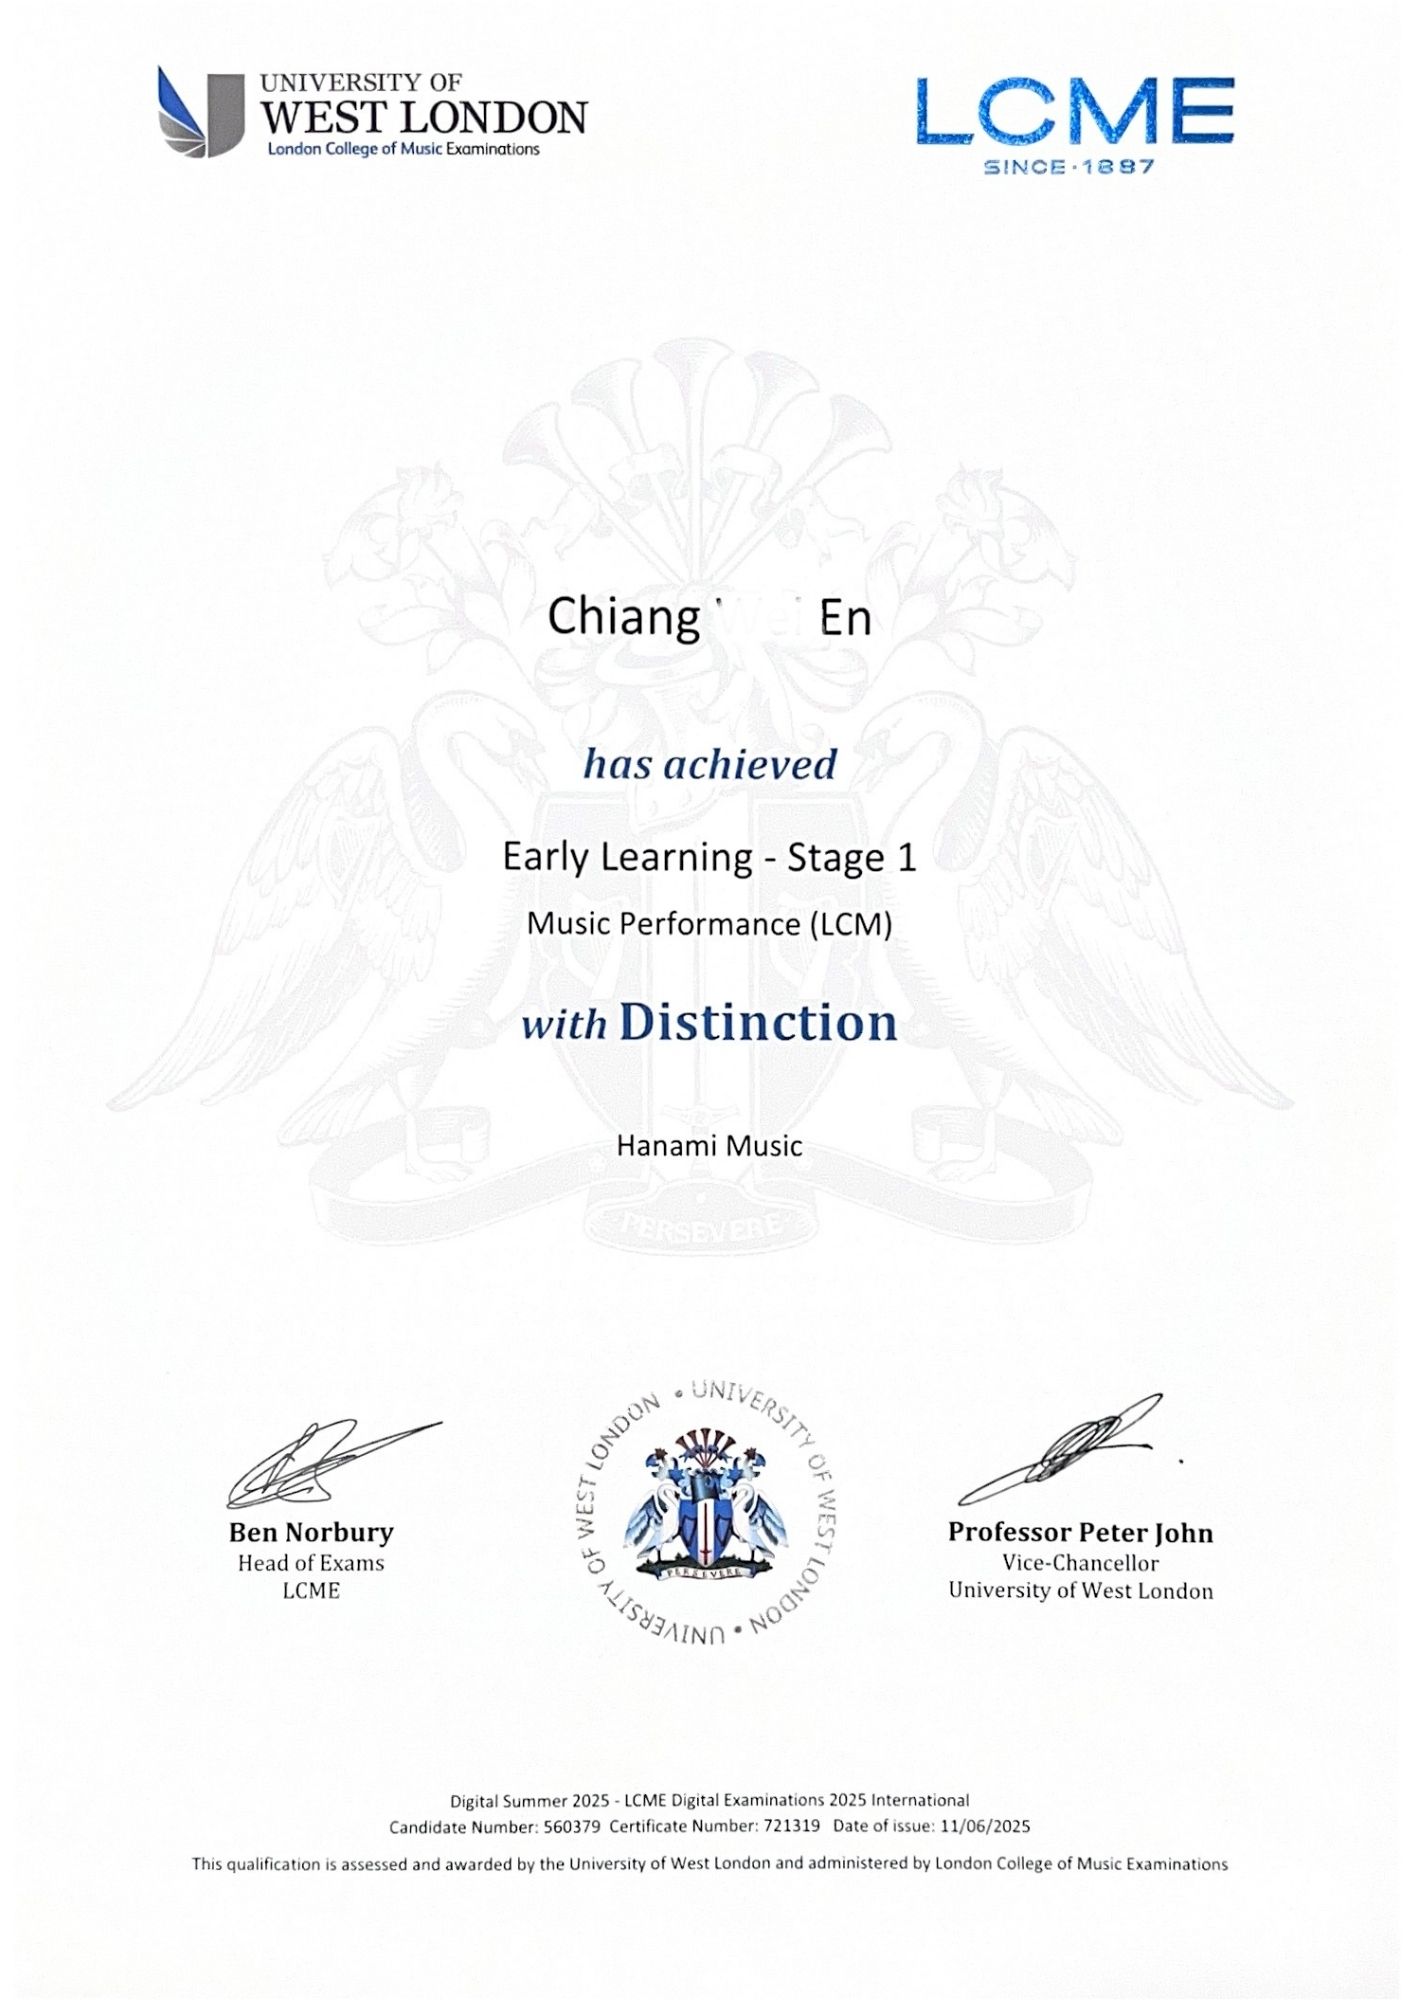 UNIVERSITY OF
WEST LONDON
London College of Music Examinations
LCME
SINCE·1887
Chiang En
has achieved
Early Learning - Stage 1
Music Performance (LCM)
with Distinction
Hanami Music
PERSEVERE
• UNIVERSITY OF WEST LONDON • UNIVERSITY OF WEST LONDON
PERSEVERE
Ben Norbury
Head of Exams
LCME
Professor Peter John
Vice-Chancellor
University of West London
Digital Summer 2025 - LCME Digital Examinations 2025 International
Candidate Number: 560379 Certificate Number: 721319 Date of issue: 11/06/2025
This qualification is assessed and awarded by the University of West London and administered by London College of Music Examinations